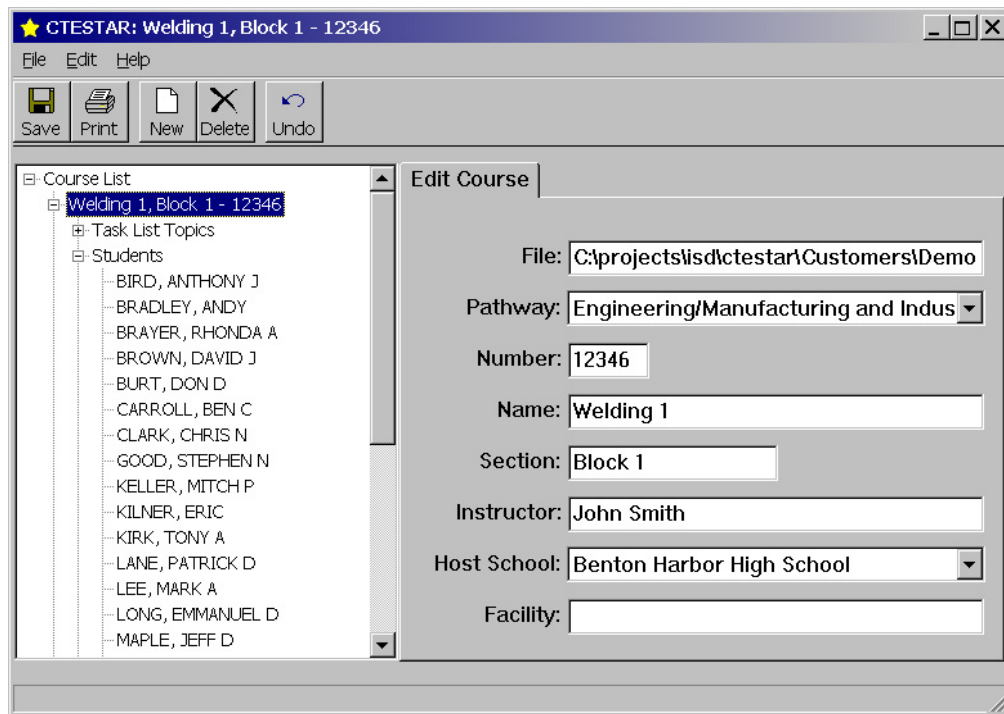 CTESTAR: Welding 1, Block 1 - 12346
File Edit Help
Save Print New Delete Undo
Course List
Welding 1, Block 1 - 12346
Task List Topics
Students
BIRD, ANTHONY J
BRADLEY, ANDY
BRAYER, RHONDA A
BROWN, DAVID J
BURT, DON D
CARROLL, BEN C
CLARK, CHRIS N
GOOD, STEPHEN N
KELLER, MITCH P
KILNER, ERIC
KIRK, TONY A
LANE, PATRICK D
LEE, MARK A
LONG, EMMANUEL D
MAPLE, JEFF D
Edit Course
File: C:\projects\isd\ctestar\Customers\Demo
Pathway: Engineering/Manufacturing and Indus
Number: 12346
Name: Welding 1
Section: Block 1
Instructor: John Smith
Host School: Benton Harbor High School
Facility: